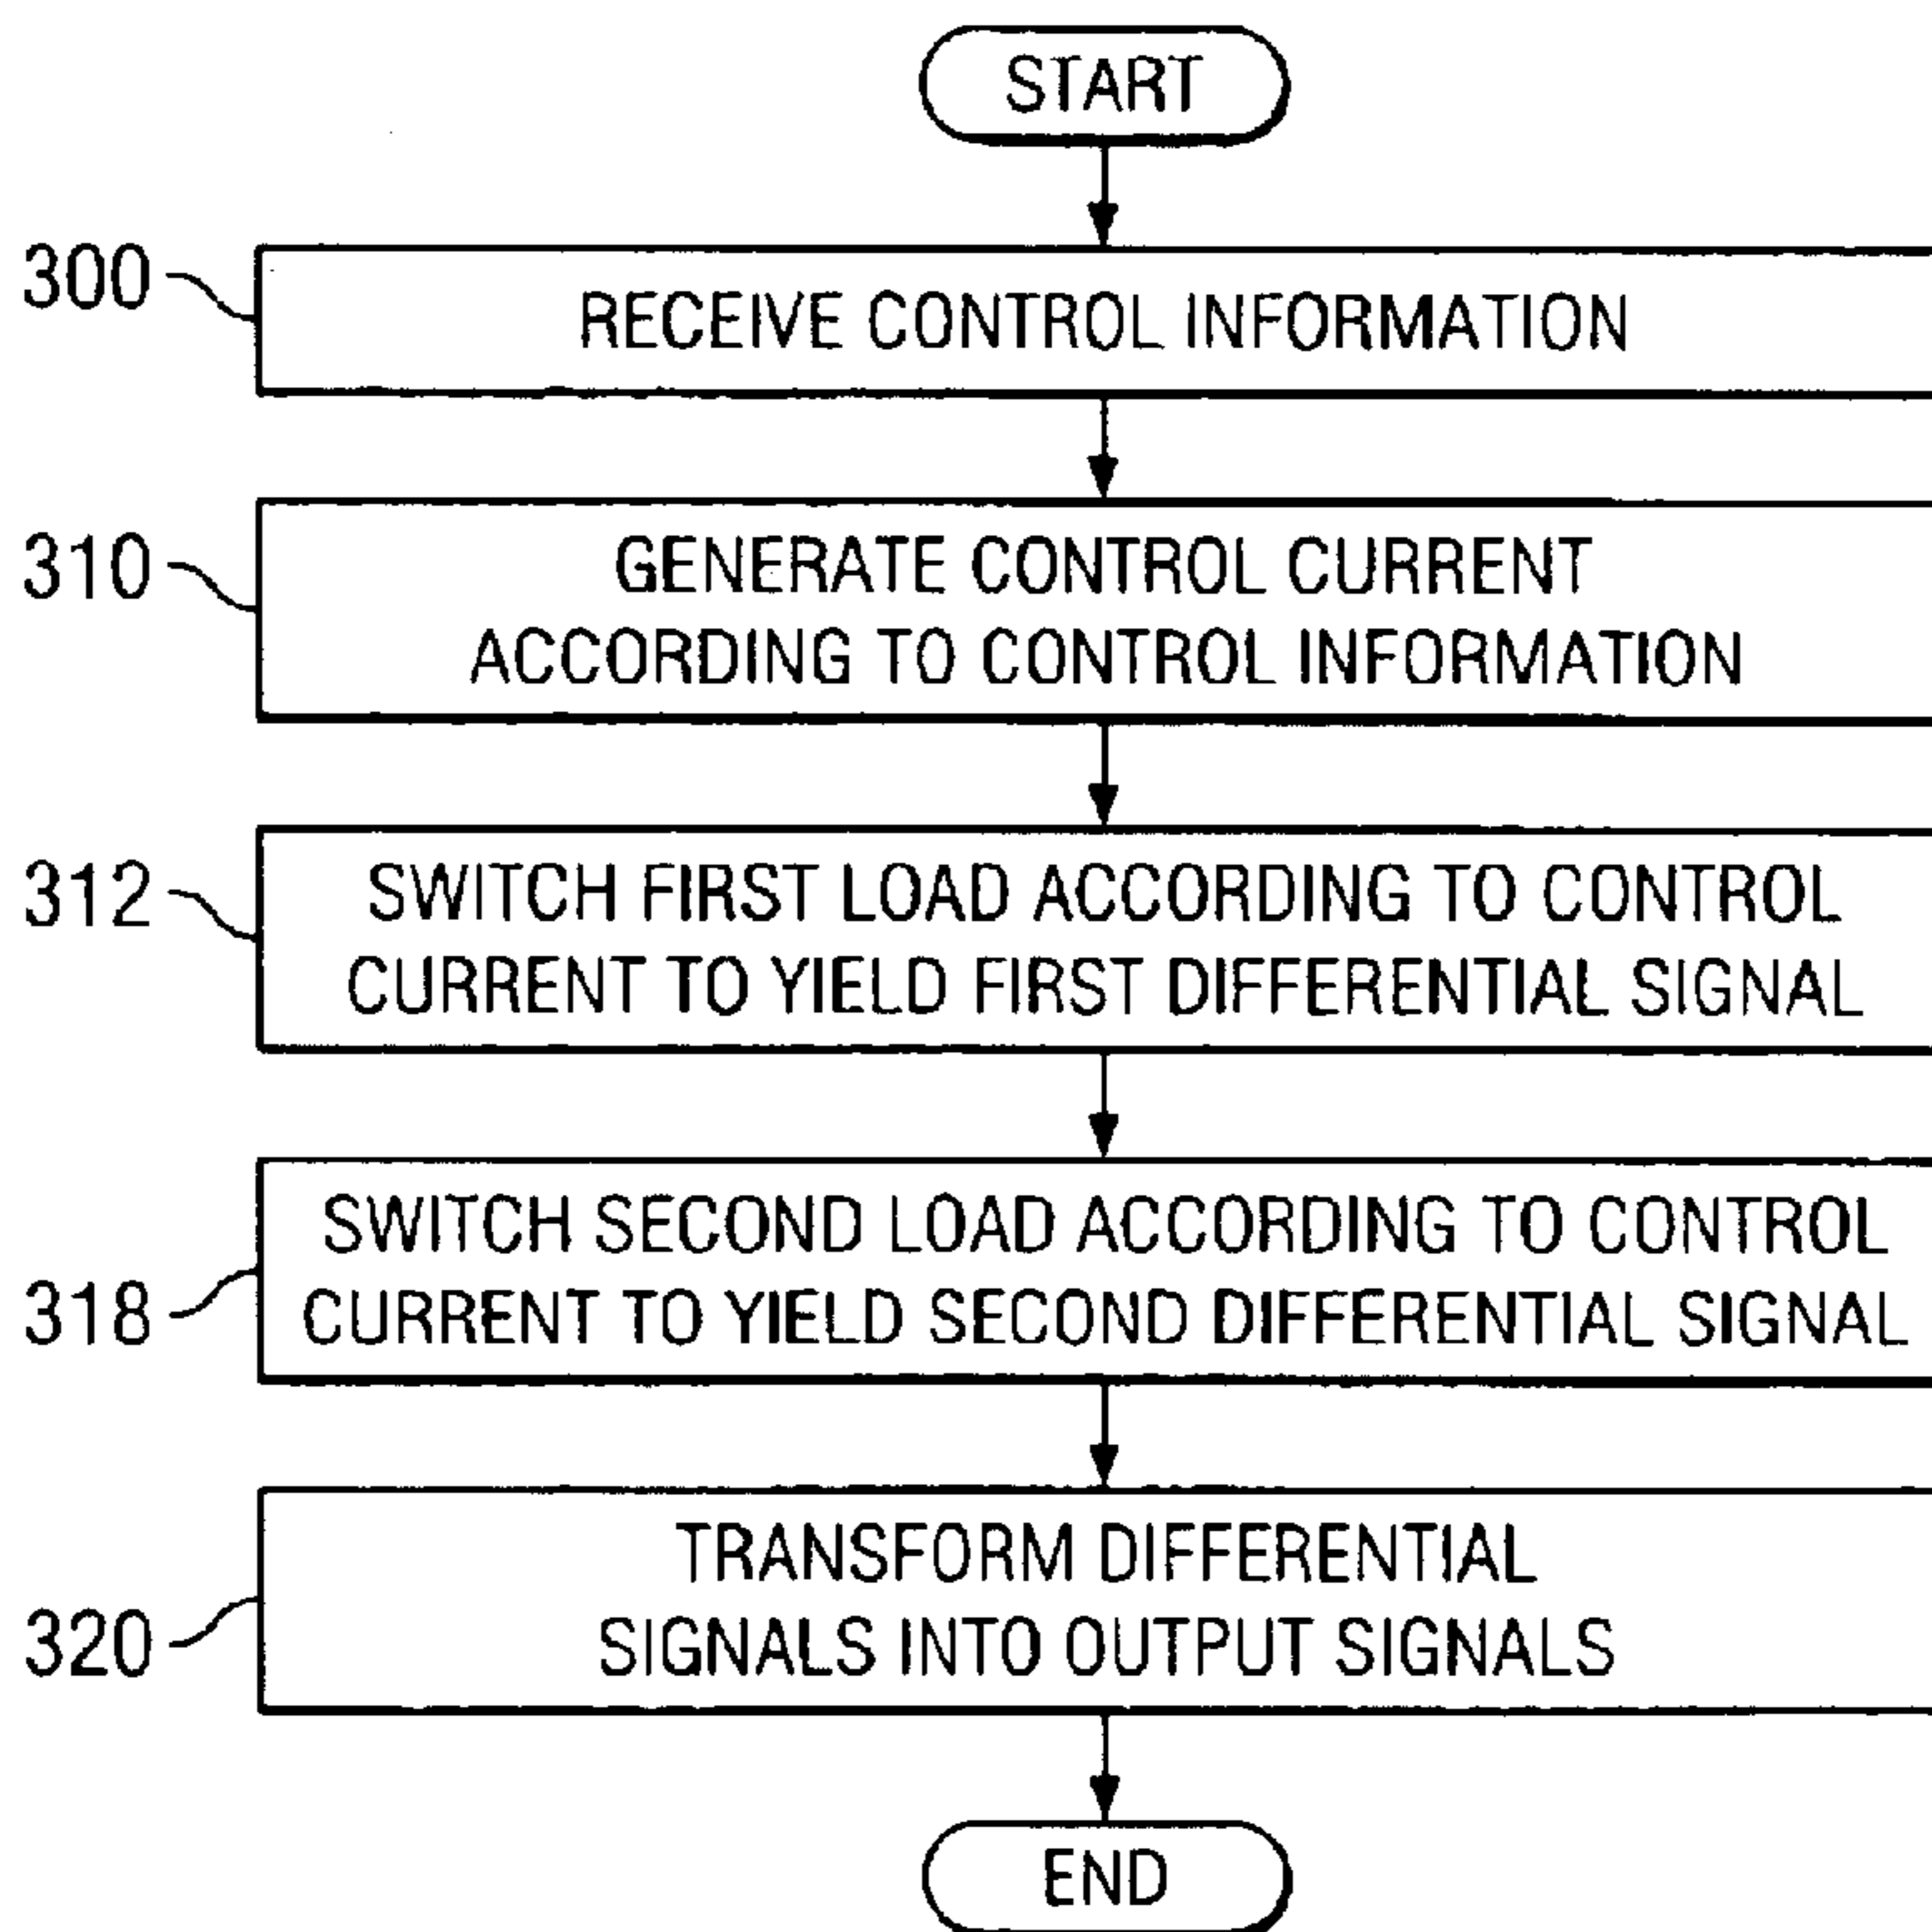 START
300
RECEIVE CONTROL INFORMATION
310
GENERATE CONTROL CURRENT
ACCORDING TO CONTROL INFORMATION
312
SWITCH FIRST LOAD ACCORDING TO CONTROL
CURRENT TO YIELD FIRST DIFFERENTIAL SIGNAL
318
SWITCH SECOND LOAD ACCORDING TO CONTROL
CURRENT TO YIELD SECOND DIFFERENTIAL SIGNAL
320
TRANSFORM DIFFERENTIAL
SIGNALS INTO OUTPUT SIGNALS
END